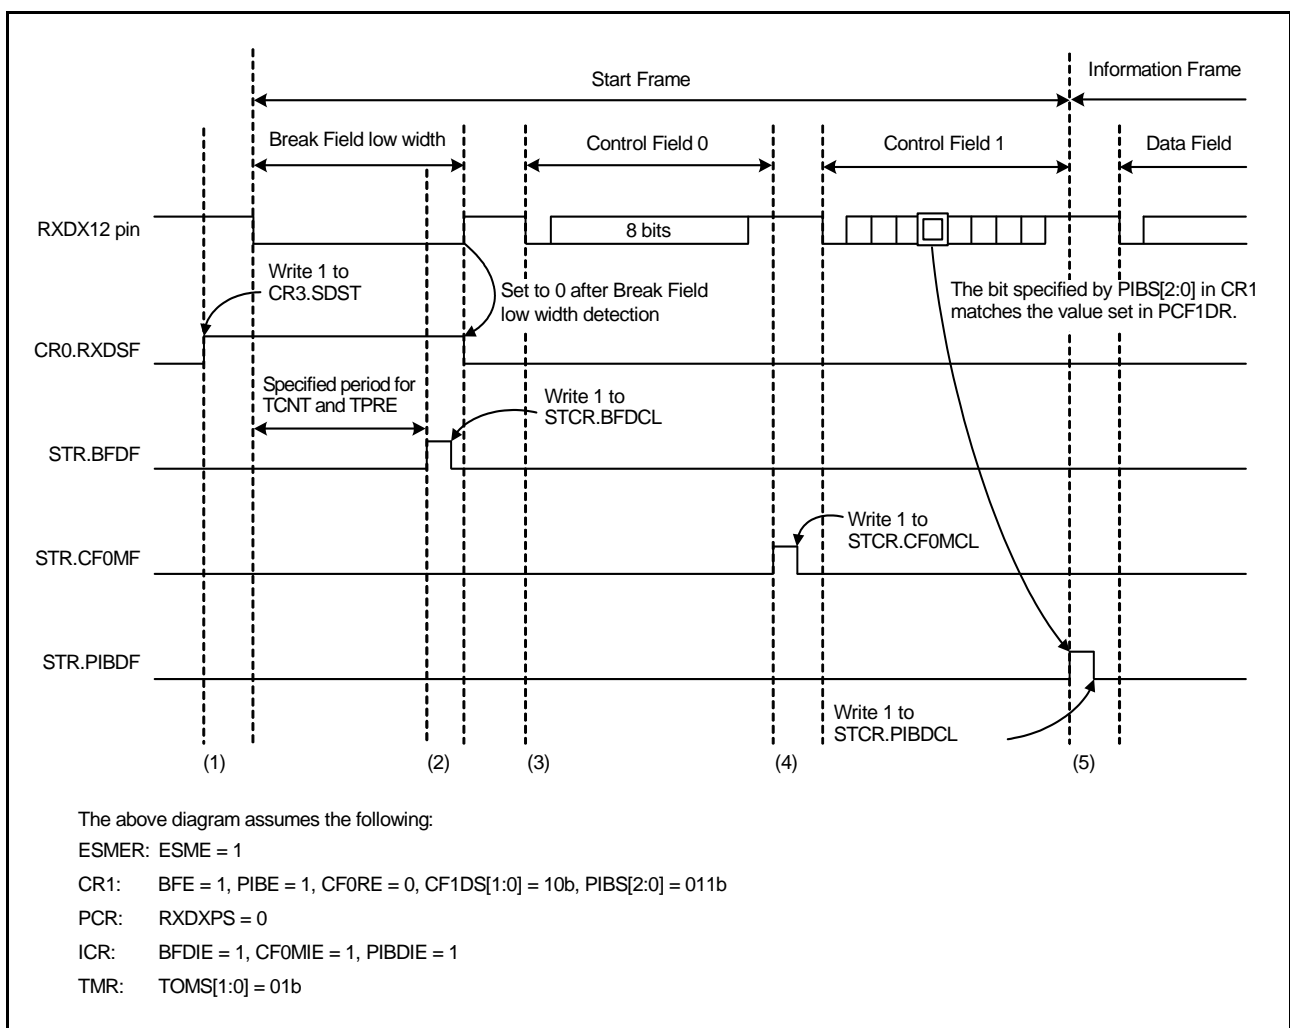 Start Frame
Information Frame
Break Field low width
Control Field 0
Control Field 1
Data Field
RXDX12 pin
8 bits
Write 1 to
CR3.SDST
Set to 0 after Break Field
low width detection
The bit specified by PIBS[2:0] in CR1
matches the value set in PCF1DR.
CR0.RXDSF
Specified period for
TCNT and TPRE
Write 1 to
STCR.BFDCL
STR.BFDF
Write 1 to
STCR.CF0MCL
STR.CF0MF
STR.PIBDF
Write 1 to
STCR.PIBDCL
(1)
(2)
(3)
(4)
(5)
The above diagram assumes the following:
ESMER: ESME = 1
CR1: BFE = 1, PIBE = 1, CF0RE = 0, CF1DS[1:0] = 10b, PIBS[2:0] = 011b
PCR: RXDXPS = 0
ICR: BFDIE = 1, CF0MIE = 1, PIBDIE = 1
TMR: TOMS[1:0] = 01b